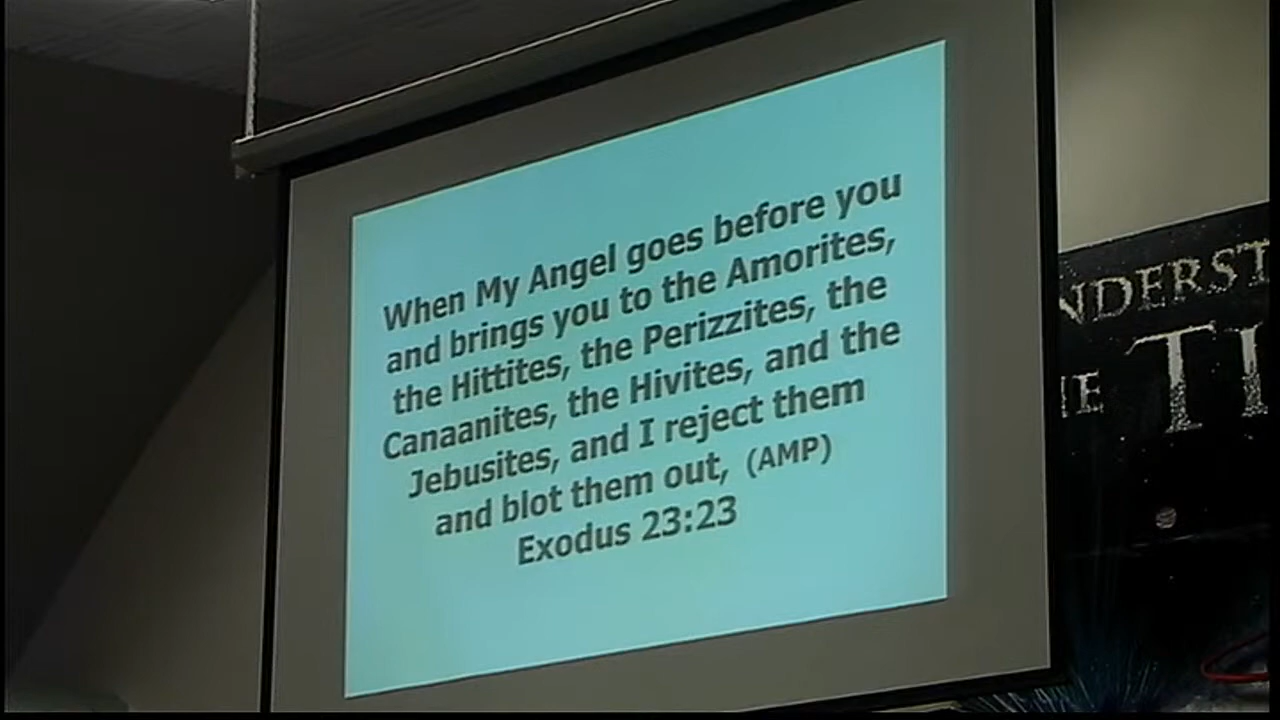 When My Angel goes before you
and brings you to the Amorites,
the Hittites, the Perizzites, the
Canaanites, the Hivites, and the
Jebusites, and I reject them
and blot them out, (AMP)
Exodus 23:23